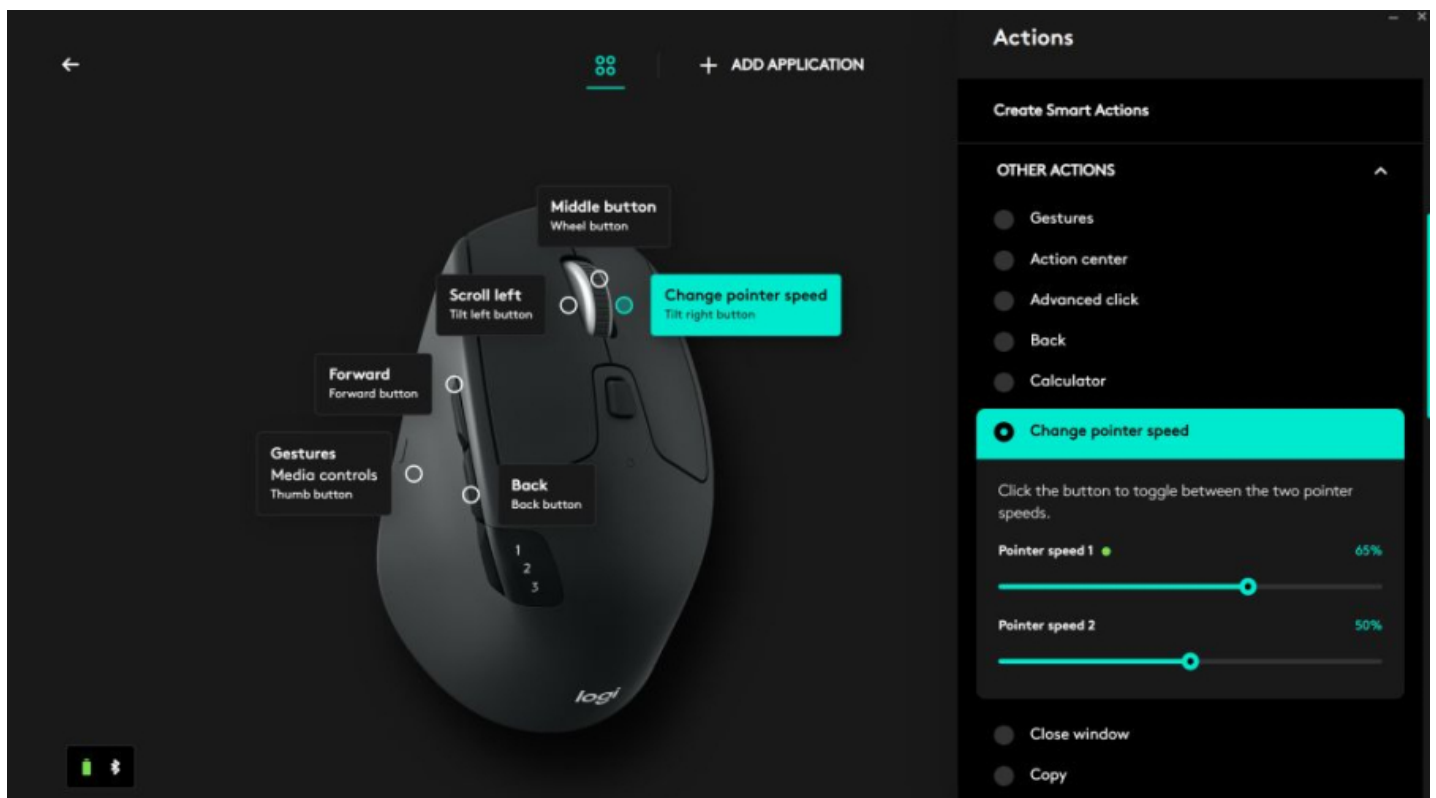 ADD APPLICATION
Middle button
Wheel button
Scroll left
Tilt left button
Change pointer speed
Tilt right button
Forward
Forward button
Gestures
Media controls
Thumb button
Back
Back button
1
2
3
logi
Actions
Create Smart Actions
OTHER ACTIONS
Gestures
Action center
Advanced click
Back
Calculator
Change pointer speed
Click the button to toggle between the two pointer
speeds.
Pointer speed 1
65%
Pointer speed 2
50%
Close window
Copy